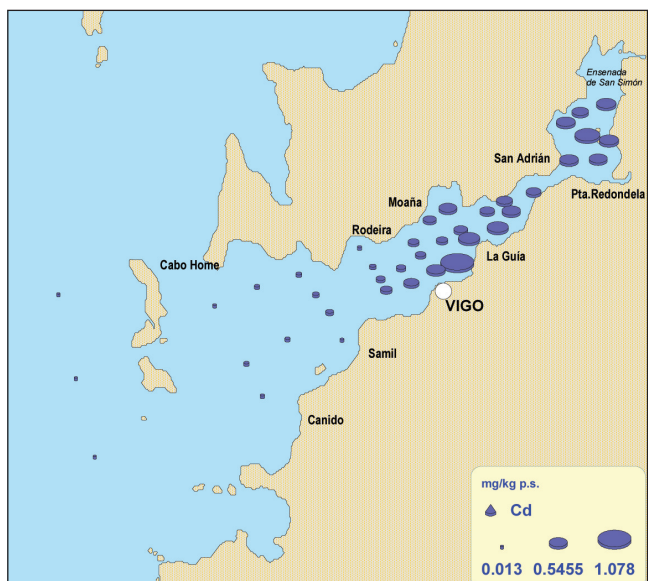 Ensenada
de San Simón
San Adrián
Pta.Redondela
Moaña
Rodeira
La Guía
Cabo Home
VIGO
Samil
Canido
mg/kg p.s.
Cd
0.013 0.5455 1.078